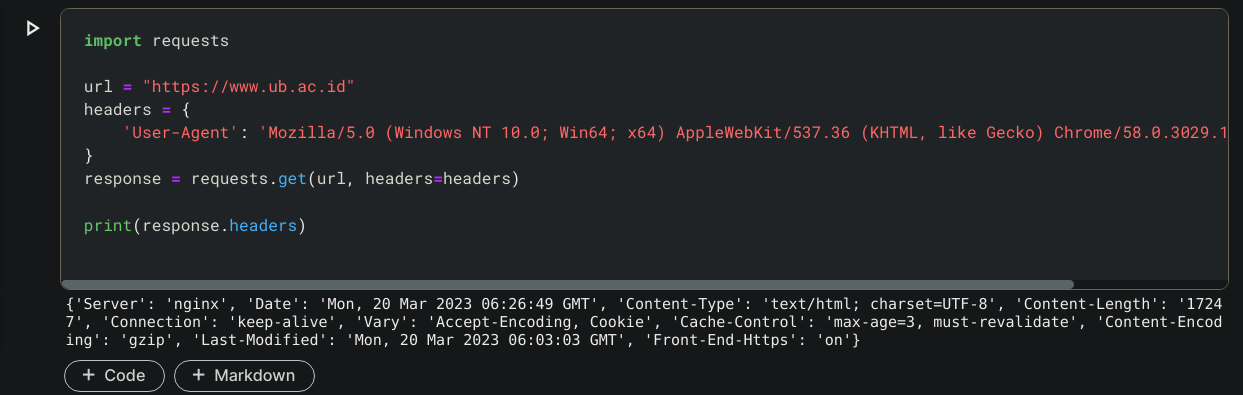 import requests
url = "https://www.ub.ac.id"
headers = {
    'User-Agent': 'Mozilla/5.0 (Windows NT 10.0; Win64; x64) AppleWebKit/537.36 (KHTML, like Gecko) Chrome/58.0.3029.1
}
response = requests.get(url, headers=headers)
print(response.headers)
{'Server': 'nginx', 'Date': 'Mon, 20 Mar 2023 06:26:49 GMT', 'Content-Type': 'text/html; charset=UTF-8', 'Content-Length': '1724
7', 'Connection': 'keep-alive', 'Vary': 'Accept-Encoding, Cookie', 'Cache-Control': 'max-age=3, must-revalidate', 'Content-Encod
ing': 'gzip', 'Last-Modified': 'Mon, 20 Mar 2023 06:03:03 GMT', 'Front-End-Https': 'on'}
+ Code + Markdown